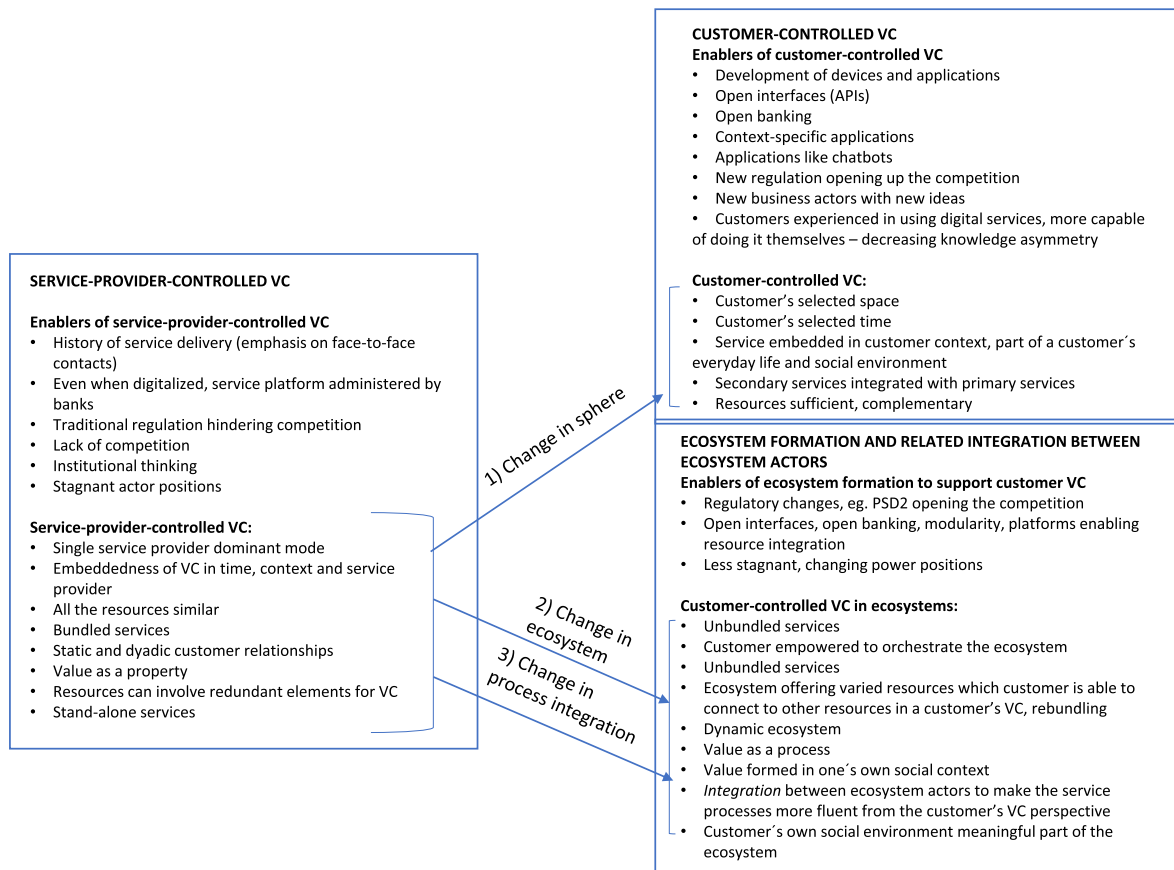 SERVICE-PROVIDER-CONTROLLED VC
Enablers of service-provider-controlled VC
• History of service delivery (emphasis on face-to-face
contacts)
• Even when digitalized, service platform administered by
banks
• Traditional regulation hindering competition
• Lack of competition
• Institutional thinking
• Stagnant actor positions
Service-provider-controlled VC:
• Single service provider dominant mode
• Embeddedness of VC in time, context and service
provider
• All the resources similar
• Bundled services
• Static and dyadic customer relationships
• Value as a property
• Resources can involve redundant elements for VC
• Stand-alone services
1) Change in sphere
2) Change in
ecosystem
3) Change in
process integration
CUSTOMER-CONTROLLED VC
Enablers of customer-controlled VC
• Development of devices and applications
• Open interfaces (APIs)
• Open banking
• Context-specific applications
• Applications like chatbots
• New regulation opening up the competition
• New business actors with new ideas
• Customers experienced in using digital services, more capable
of doing it themselves – decreasing knowledge asymmetry
Customer-controlled VC:
• Customer’s selected space
• Customer’s selected time
• Service embedded in customer context, part of a customer´s
everyday life and social environment
• Secondary services integrated with primary services
• Resources sufficient, complementary
ECOSYSTEM FORMATION AND RELATED INTEGRATION BETWEEN
ECOSYSTEM ACTORS
Enablers of ecosystem formation to support customer VC
• Regulatory changes, eg. PSD2 opening the competition
• Open interfaces, open banking, modularity, platforms enabling
resource integration
• Less stagnant, changing power positions
Customer-controlled VC in ecosystems:
• Unbundled services
• Customer empowered to orchestrate the ecosystem
• Unbundled services
• Ecosystem offering varied resources which customer is able to
connect to other resources in a customer’s VC, rebundling
• Dynamic ecosystem
• Value as a process
• Value formed in one´s own social context
• Integration between ecosystem actors to make the service
processes more fluent from the customer’s VC perspective
• Customer´s own social environment meaningful part of the
ecosystem